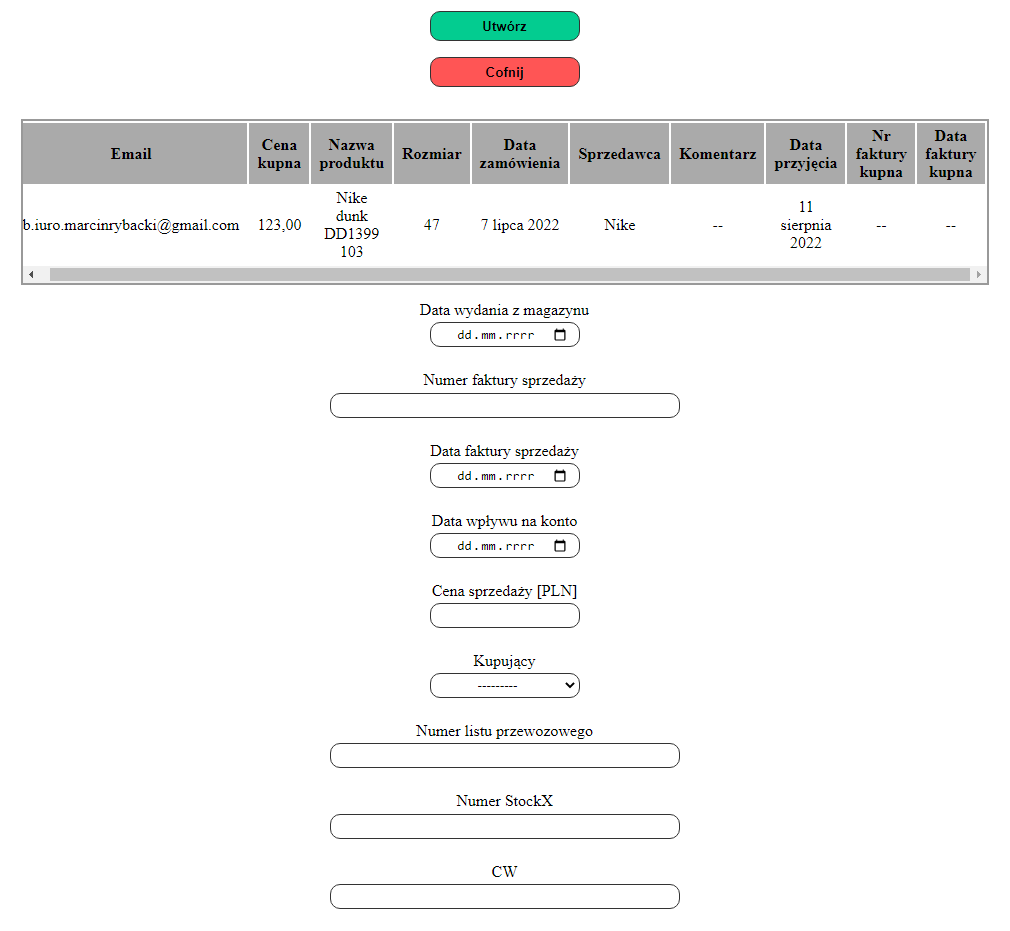 Utwórz
Cofnij
Email
Cena kupna
Nazwa produktu
Rozmiar
Data zamówienia
Sprzedawca
Komentarz
Data przyjęcia
Nr faktury kupna
Data faktury kupna
b.iuro.marcinrybacki@gmail.com
123,00
Nike dunk DD1399 103
47
7 lipca 2022
Nike
--
11 sierpnia 2022
--
--
Data wydania z magazynu
dd.mm.rrrr
Numer faktury sprzedaży
Data faktury sprzedaży
dd.mm.rrrr
Data wpływu na konto
dd.mm.rrrr
Cena sprzedaży [PLN]
Kupujący
---------
Numer listu przewozowego
Numer StockX
CW